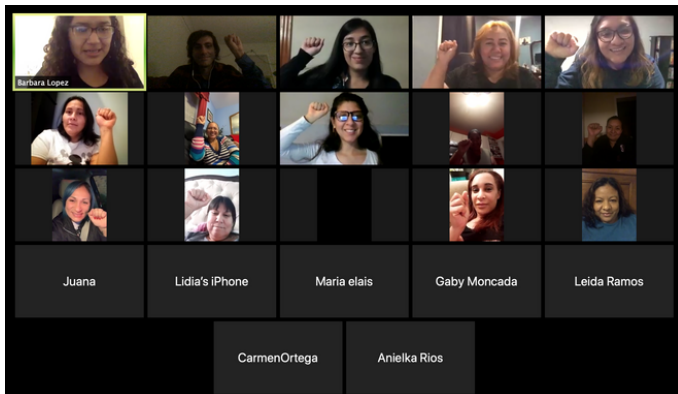 Barbara Lopez
Juana
Lidia's iPhone
Maria elais
Gaby Moncada
Leida Ramos
CarmenOrtega
Anielka Rios